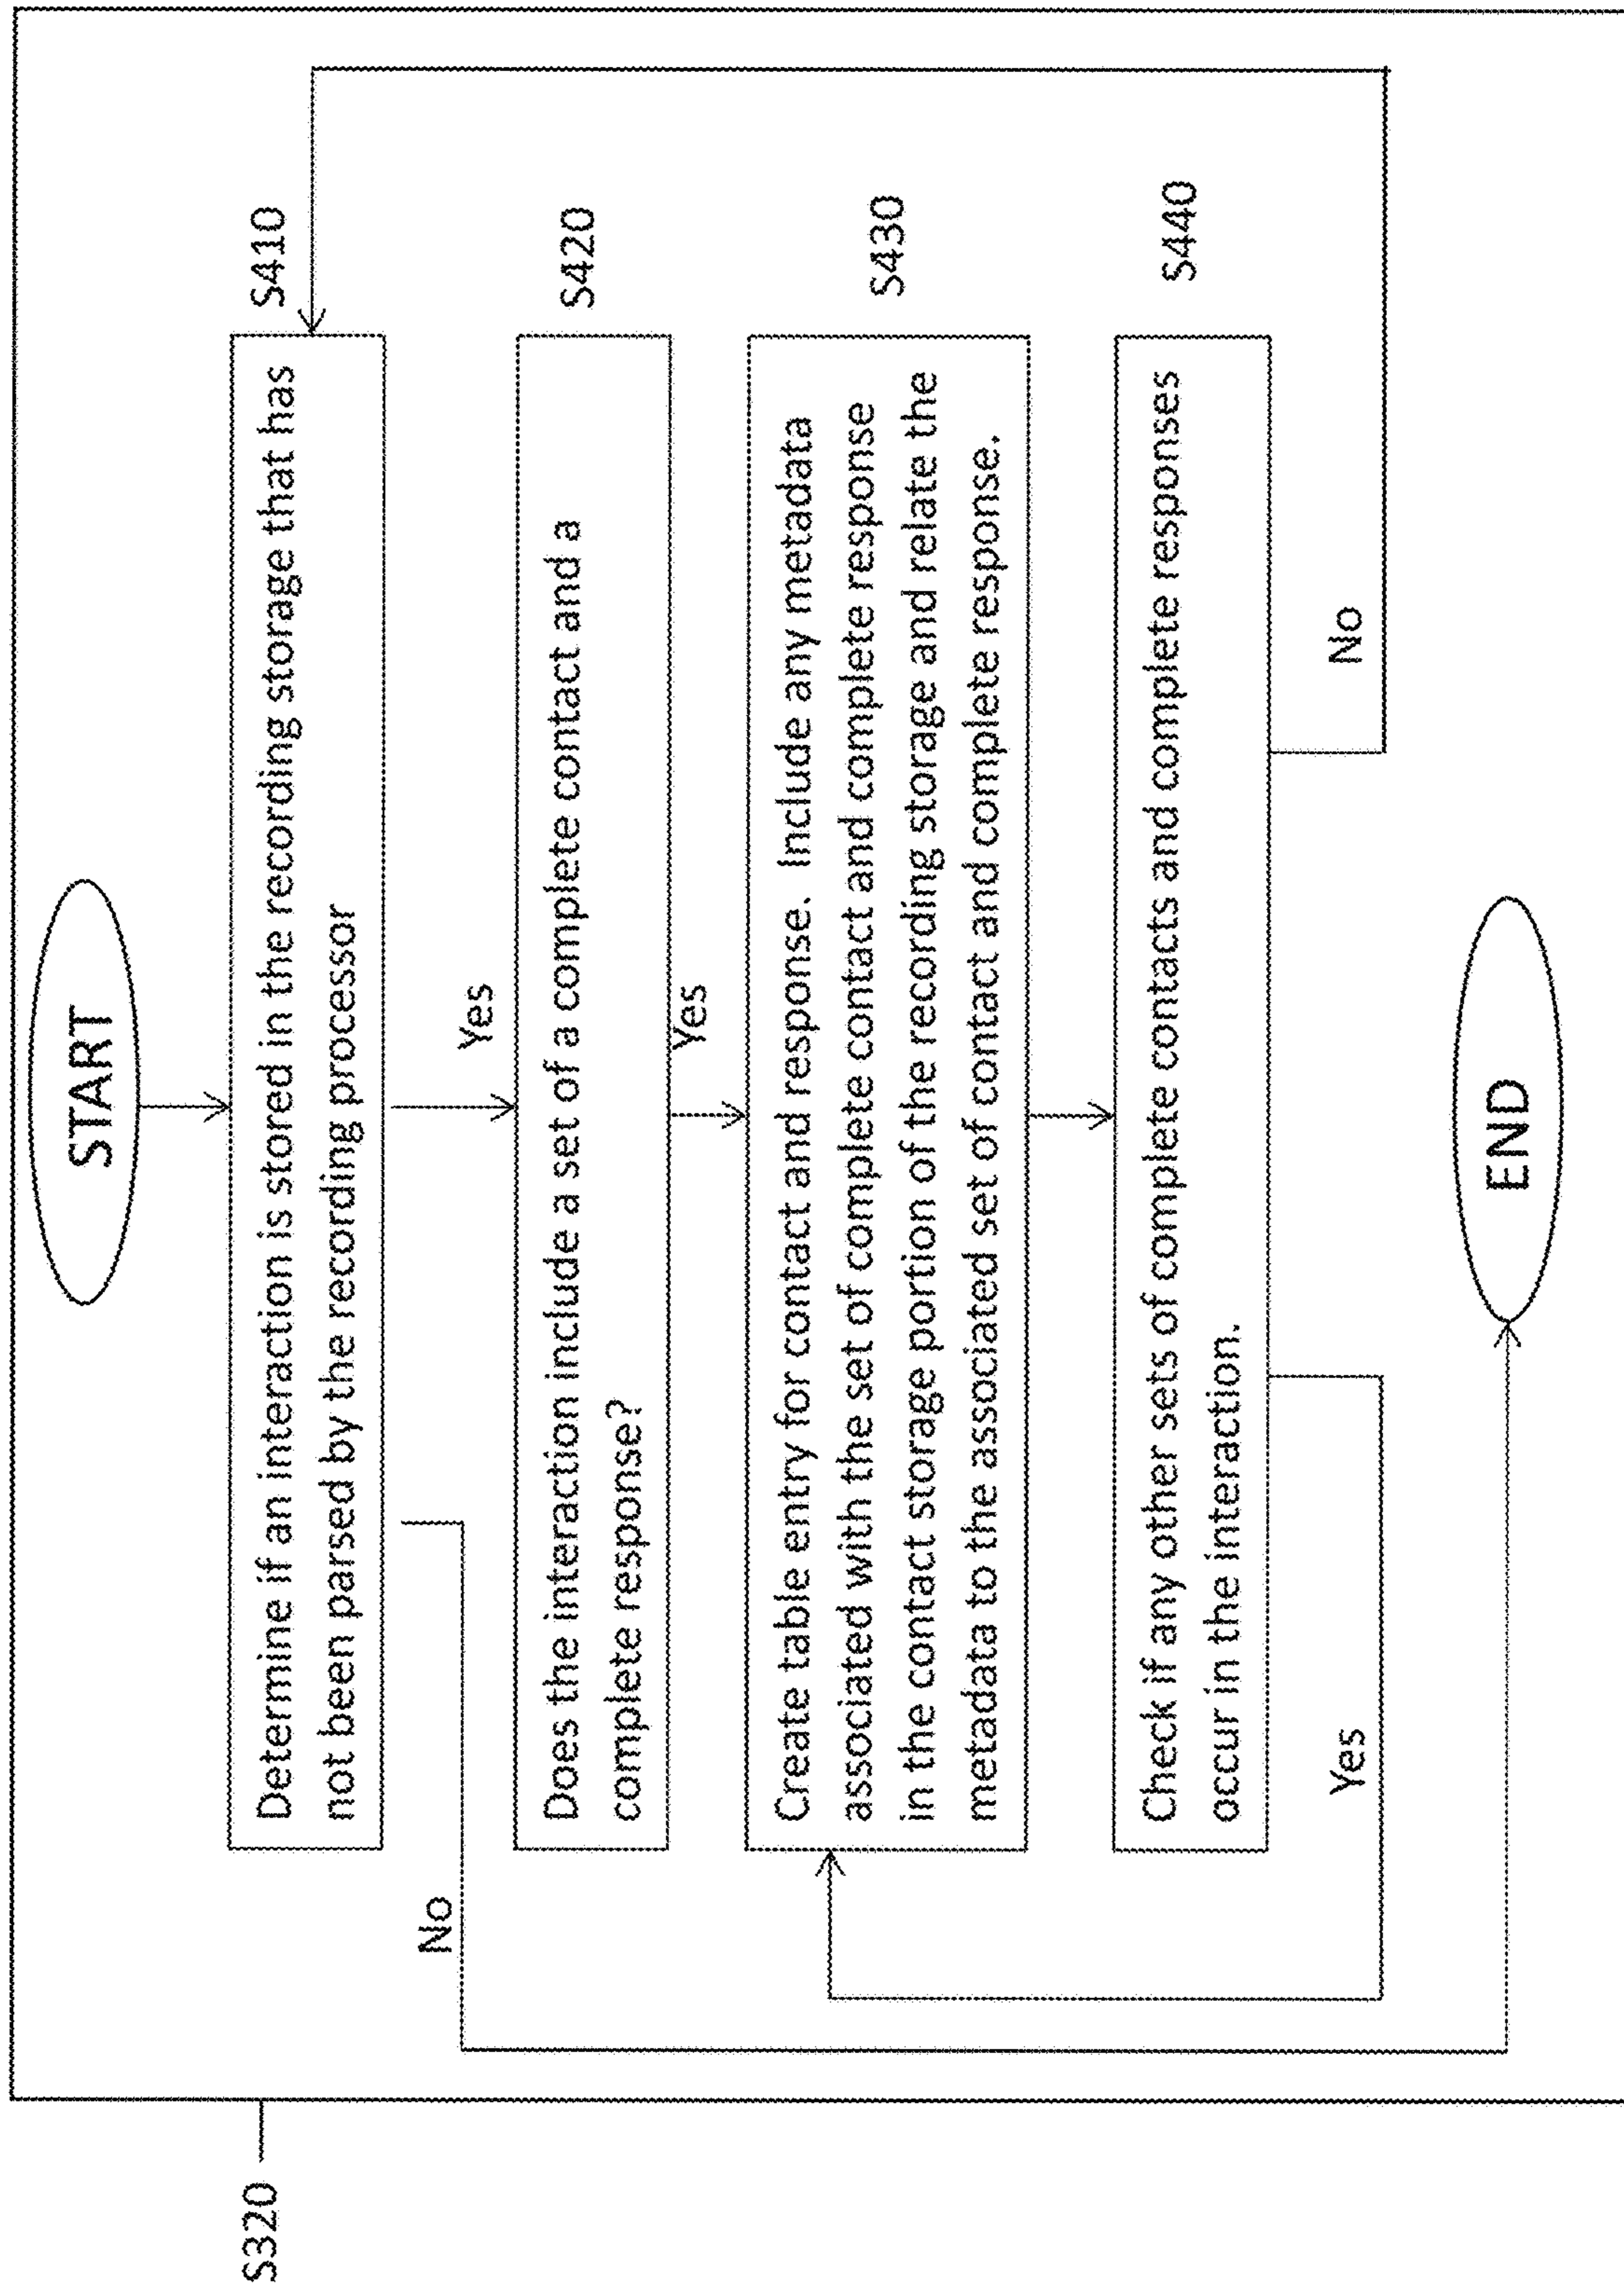 START
Determine if an interaction is stored in the recording storage that has
not been parsed by the recording processor
S410
No
Yes
Does the interaction include a set of a complete contact and a
complete response?
S420
Yes
Create table entry for contact and response. Include any metadata
associated with the set of complete contact and complete response
in the contact storage portion of the recording storage and relate the
metadata to the associated set of contact and complete response.
S430
Check if any other sets of complete contacts and complete responses
occur in the interaction.
S440
Yes
No
END
S320